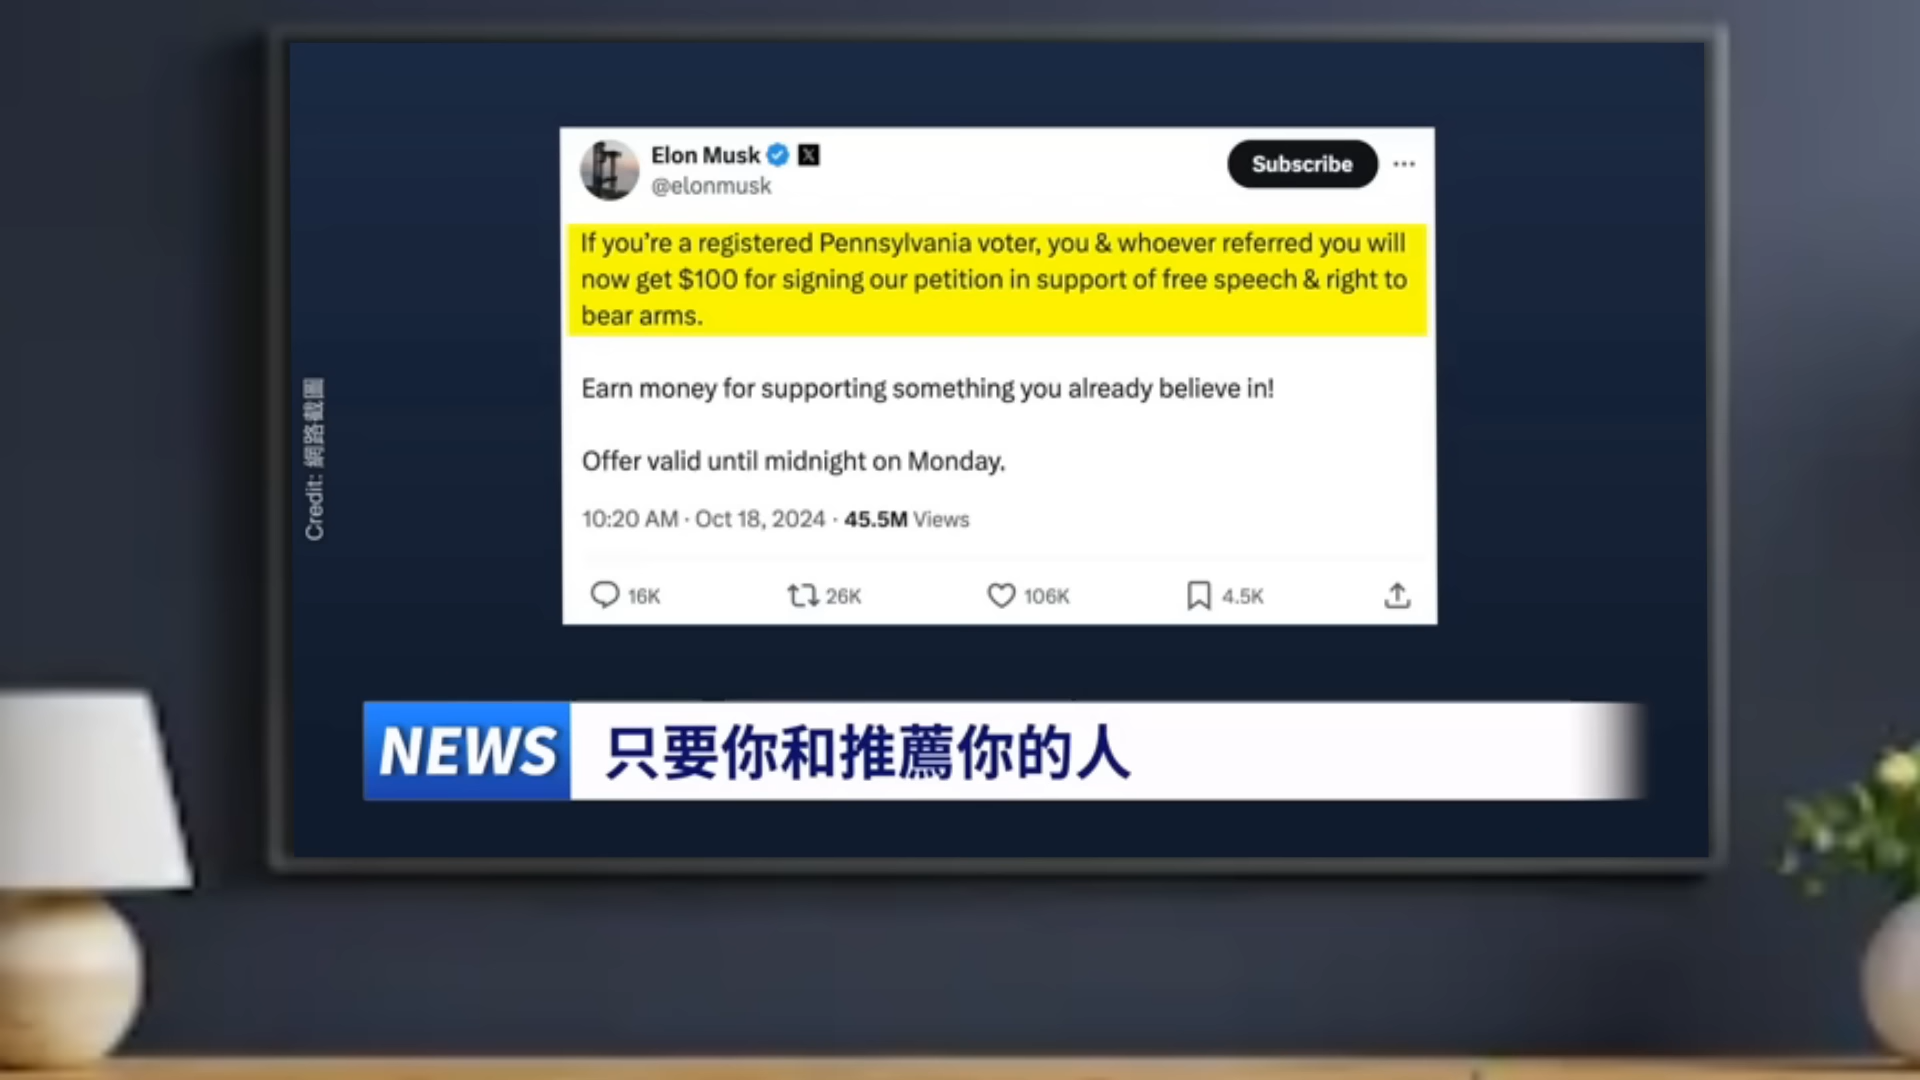 Elon Musk
@elonmusk
Subscribe
If you’re a registered Pennsylvania voter, you & whoever referred you will
now get $100 for signing our petition in support of free speech & right to
bear arms.
Earn money for supporting something you already believe in!
Offer valid until midnight on Monday.
10:20 AM · Oct 18, 2024 · 45.5M Views
16K
26K
106K
4.5K
Credit: 網路截圖
NEWS 只要你和推薦你的人